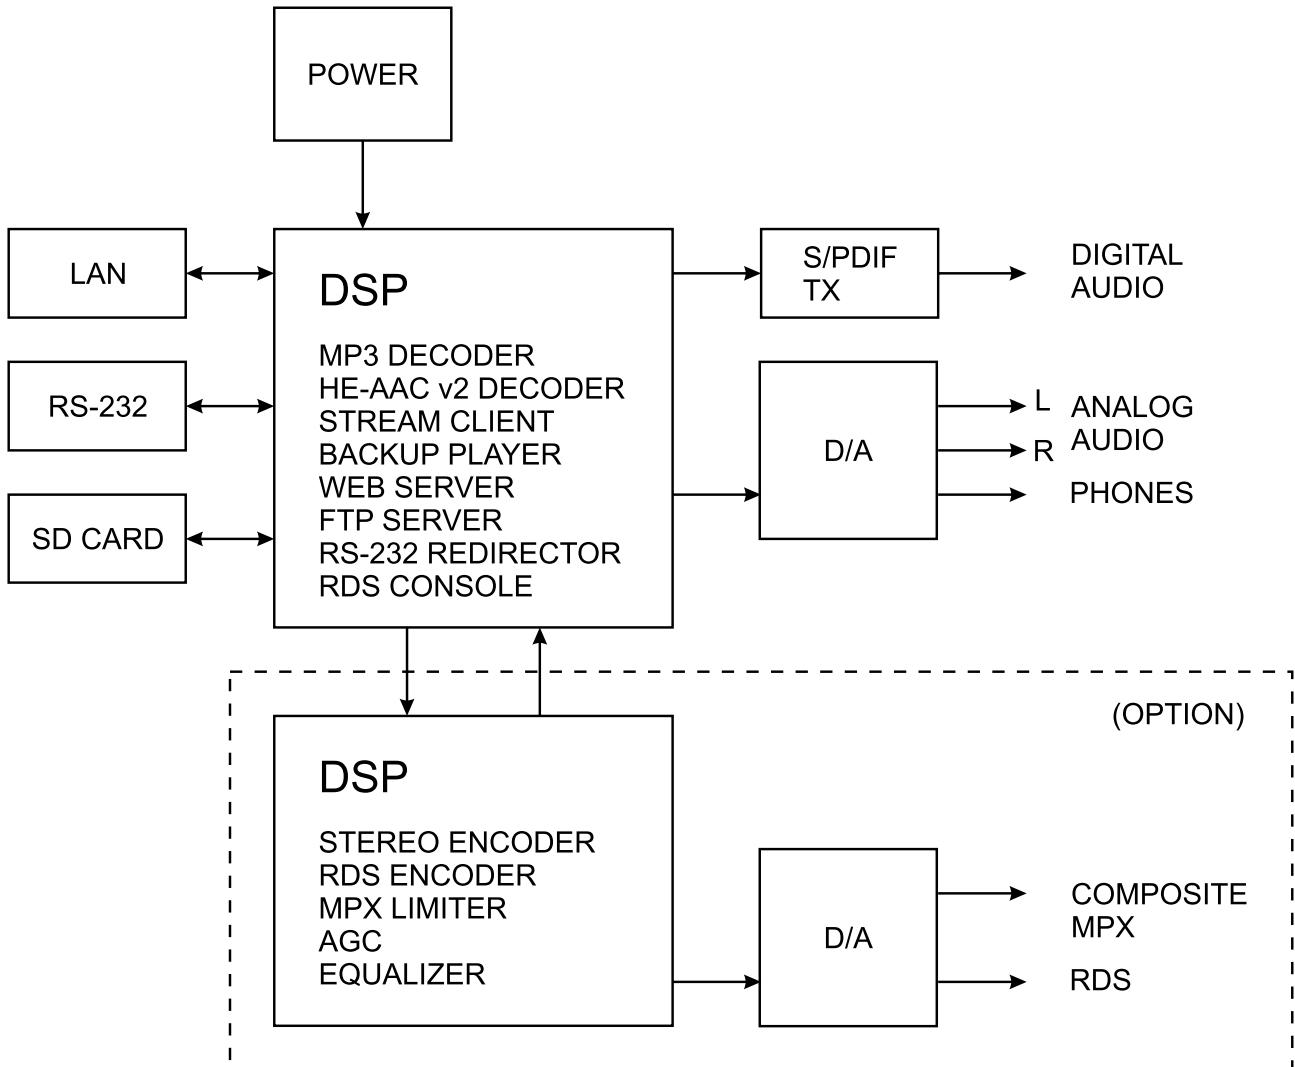 POWER
LAN
RS-232
SD CARD
DSP
MP3 DECODER
HE-AAC v2 DECODER
STREAM CLIENT
BACKUP PLAYER
WEB SERVER
FTP SERVER
RS-232 REDIRECTOR
RDS CONSOLE
S/PDIF
TX
DIGITAL
AUDIO
D/A
L
R
ANALOG
AUDIO
PHONES
(OPTION)
DSP
STEREO ENCODER
RDS ENCODER
MPX LIMITER
AGC
EQUALIZER
D/A
COMPOSITE
MPX
RDS